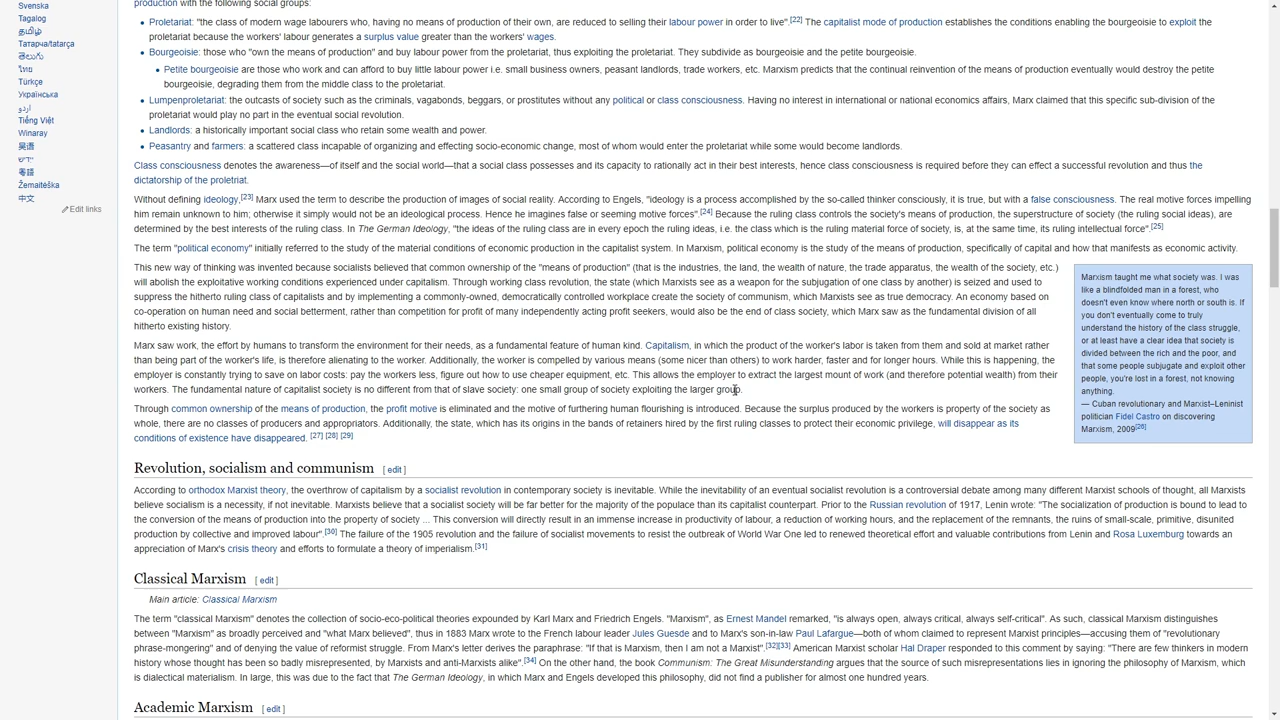 Svenska
Tagalog
தமிழ்
Татарча/tatarça
తెలుగు
ไทย
Türkçe
Українська
اردو
Tiếng Việt
Winaray
吴语
ייִדיש
粵語
Žemaitėška
中文
Edit links
production with the following social groups:
Proletariat: "the class of modern wage labourers who, having no means of production of their own, are reduced to selling their labour power in order to live".[22] The capitalist mode of production establishes the conditions enabling the bourgeoisie to exploit the
proletariat because the workers' labour generates a surplus value greater than the workers' wages.
Bourgeoisie: those who "own the means of production" and buy labour power from the proletariat, thus exploiting the proletariat. They subdivide as bourgeoisie and the petite bourgeoisie.
Petite bourgeoisie are those who work and can afford to buy little labour power i.e. small business owners, peasant landlords, trade workers, etc. Marxism predicts that the continual reinvention of the means of production eventually would destroy the petite
bourgeoisie, degrading them from the middle class to the proletariat.
Lumpenproletariat: the outcasts of society such as the criminals, vagabonds, beggars, or prostitutes without any political or class consciousness. Having no interest in international or national economics affairs, Marx claimed that this specific sub-division of the
proletariat would play no part in the eventual social revolution.
Landlords: a historically important social class who retain some wealth and power.
Peasantry and farmers: a scattered class incapable of organizing and effecting socio-economic change, most of whom would enter the proletariat while some would become landlords.
Class consciousness denotes the awareness—of itself and the social world—that a social class possesses and its capacity to rationally act in their best interests, hence class consciousness is required before they can effect a successful revolution and thus the
dictatorship of the proletriat.
Without defining ideology,[23] Marx used the term to describe the production of images of social reality. According to Engels, "ideology is a process accomplished by the so-called thinker consciously, it is true, but with a false consciousness. The real motive forces impelling
him remain unknown to him; otherwise it simply would not be an ideological process. Hence he imagines false or seeming motive forces".[24] Because the ruling class controls the society's means of production, the superstructure of society (the ruling social ideas), are
determined by the best interests of the ruling class. In The German Ideology, "the ideas of the ruling class are in every epoch the ruling ideas, i.e. the class which is the ruling material force of society, is, at the same time, its ruling intellectual force".[25]
The term "political economy" initially referred to the study of the material conditions of economic production in the capitalist system. In Marxism, political economy is the study of the means of production, specifically of capital and how that manifests as economic activity.
This new way of thinking was invented because socialists believed that common ownership of the "means of production" (that is the industries, the land, the wealth of nature, the trade apparatus, the wealth of the society, etc.)
will abolish the exploitative working conditions experienced under capitalism. Through working class revolution, the state (which Marxists see as a weapon for the subjugation of one class by another) is seized and used to
suppress the hitherto ruling class of capitalists and by implementing a commonly-owned, democratically controlled workplace create the society of communism, which Marxists see as true democracy. An economy based on
co-operation on human need and social betterment, rather than competition for profit of many independently acting profit seekers, would also be the end of class society, which Marx saw as the fundamental division of all
hitherto existing history.
Marx saw work, the effort by humans to transform the environment for their needs, as a fundamental feature of human kind. Capitalism, in which the product of the worker's labor is taken from them and sold at market rather
than being part of the worker's life, is therefore alienating to the worker. Additionally, the worker is compelled by various means (some nicer than others) to work harder, faster and for longer hours. While this is happening, the
employer is constantly trying to save on labor costs: pay the workers less, figure out how to use cheaper equipment, etc. This allows the employer to extract the largest mount of work (and therefore potential wealth) from their
workers. The fundamental nature of capitalist society is no different from that of slave society: one small group of society exploiting the larger group.
Through common ownership of the means of production, the profit motive is eliminated and the motive of furthering human flourishing is introduced. Because the surplus produced by the workers is property of the society as
whole, there are no classes of producers and appropriators. Additionally, the state, which has its origins in the bands of retainers hired by the first ruling classes to protect their economic privilege, will disappear as its
conditions of existence have disappeared. [27] [28] [29]
Marxism taught me what society was. I was
like a blindfolded man in a forest, who
doesn't even know where north or south is. If
you don't eventually come to truly
understand the history of the class struggle,
or at least have a clear idea that society is
divided between the rich and the poor, and
that some people subjugate and exploit other
people, you're lost in a forest, not knowing
anything.
— Cuban revolutionary and Marxist–Leninist
politician Fidel Castro on discovering
Marxism, 2009[26]
Revolution, socialism and communism [ edit ]
According to orthodox Marxist theory, the overthrow of capitalism by a socialist revolution in contemporary society is inevitable. While the inevitability of an eventual socialist revolution is a controversial debate among many different Marxist schools of thought, all Marxists
believe socialism is a necessity, if not inevitable. Marxists believe that a socialist society will be far better for the majority of the populace than its capitalist counterpart. Prior to the Russian revolution of 1917, Lenin wrote: "The socialization of production is bound to lead to
the conversion of the means of production into the property of society ... This conversion will directly result in an immense increase in productivity of labour, a reduction of working hours, and the replacement of the remnants, the ruins of small-scale, primitive, disunited
production by collective and improved labour".[30] The failure of the 1905 revolution and the failure of socialist movements to resist the outbreak of World War One led to renewed theoretical effort and valuable contributions from Lenin and Rosa Luxemburg towards an
appreciation of Marx's crisis theory and efforts to formulate a theory of imperialism.[31]
Classical Marxism [ edit ]
Main article: Classical Marxism
The term "classical Marxism" denotes the collection of socio-eco-political theories expounded by Karl Marx and Friedrich Engels. "Marxism", as Ernest Mandel remarked, "is always open, always critical, always self-critical". As such, classical Marxism distinguishes
between "Marxism" as broadly perceived and "what Marx believed", thus in 1883 Marx wrote to the French labour leader Jules Guesde and to Marx's son-in-law Paul Lafargue—both of whom claimed to represent Marxist principles—accusing them of "revolutionary
phrase-mongering" and of denying the value of reformist struggle. From Marx's letter derives the paraphrase: "If that is Marxism, then I am not a Marxist".[32][33] American Marxist scholar Hal Draper responded to this comment by saying: "There are few thinkers in modern
history whose thought has been so badly misrepresented, by Marxists and anti-Marxists alike".[34] On the other hand, the book Communism: The Great Misunderstanding argues that the source of such misrepresentations lies in ignoring the philosophy of Marxism, which
is dialectical materialism. In large, this was due to the fact that The German Ideology, in which Marx and Engels developed this philosophy, did not find a publisher for almost one hundred years.
Academic Marxism [ edit ]